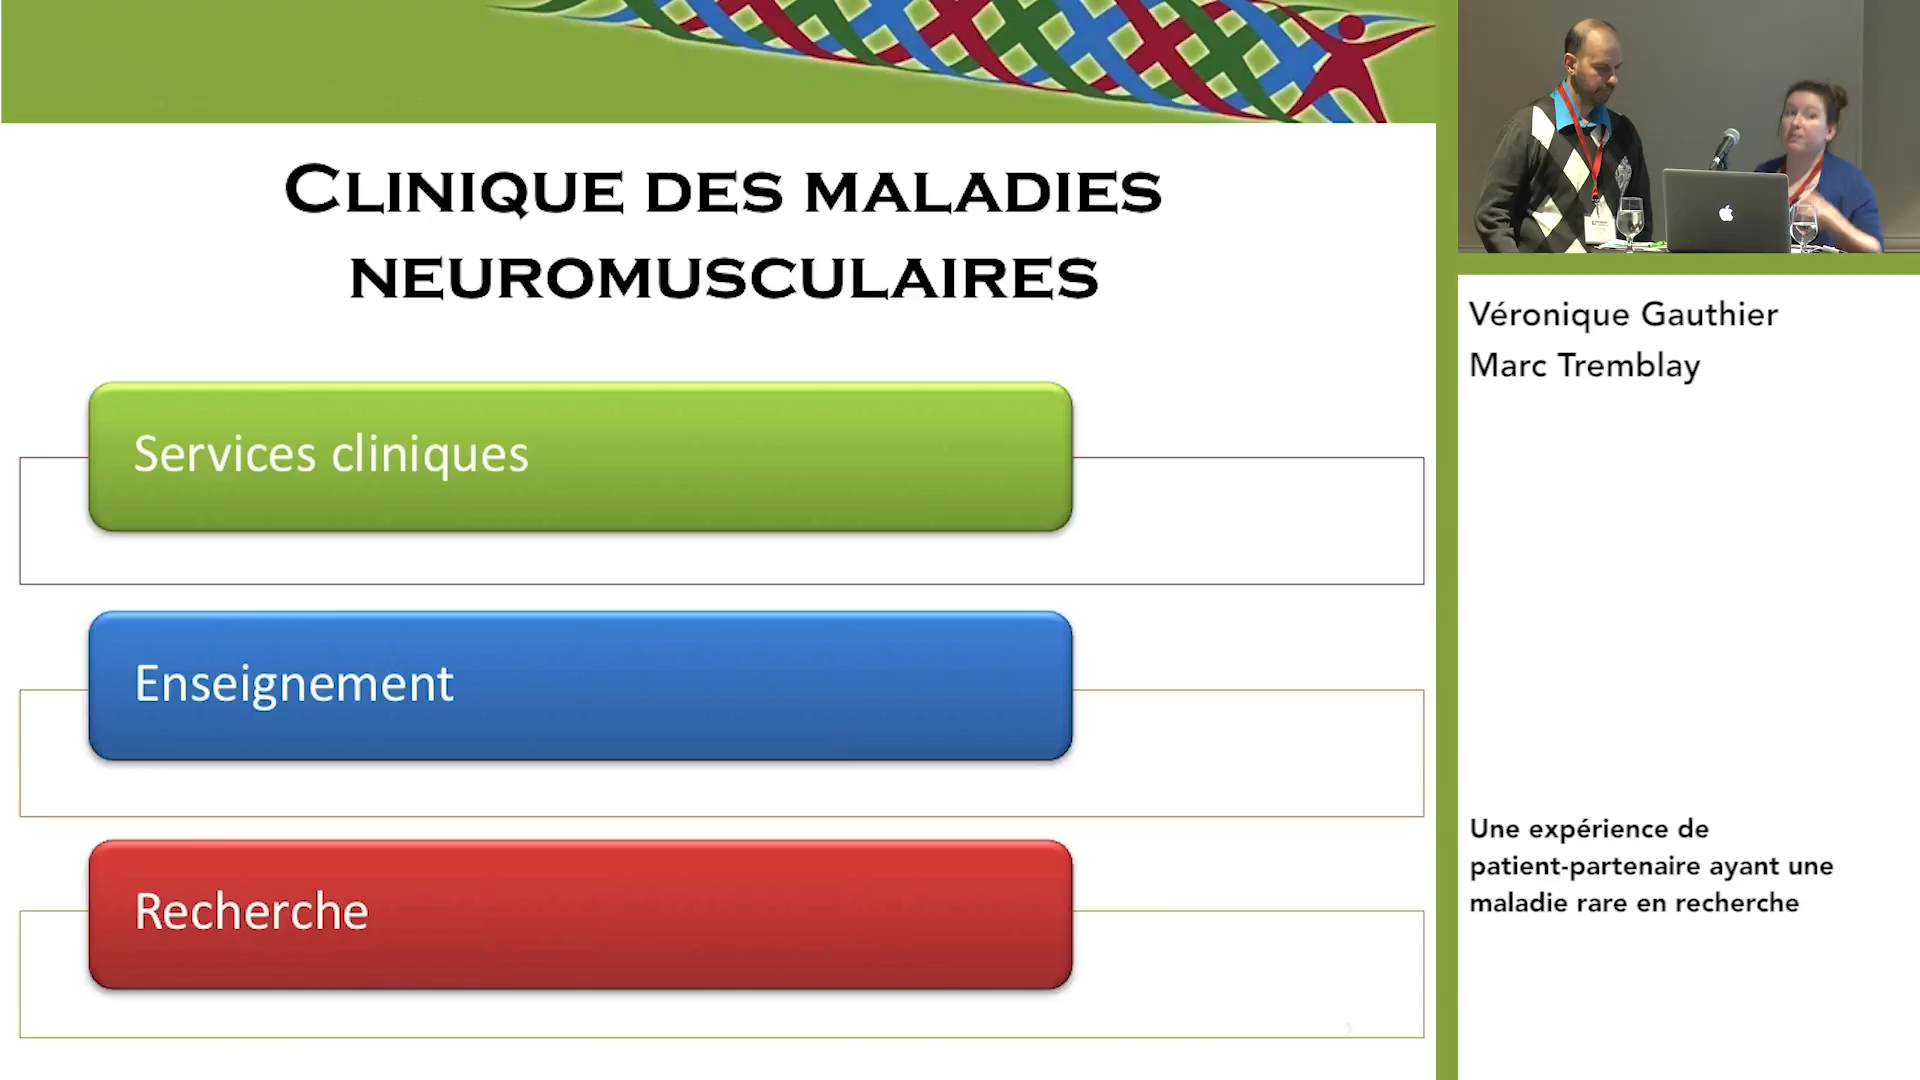 Clinique des maladies
neuromusculaires
Services cliniques
Enseignement
Recherche
Véronique Gauthier
Marc Tremblay
Une expérience de
patient-partenaire ayant une
maladie rare en recherche